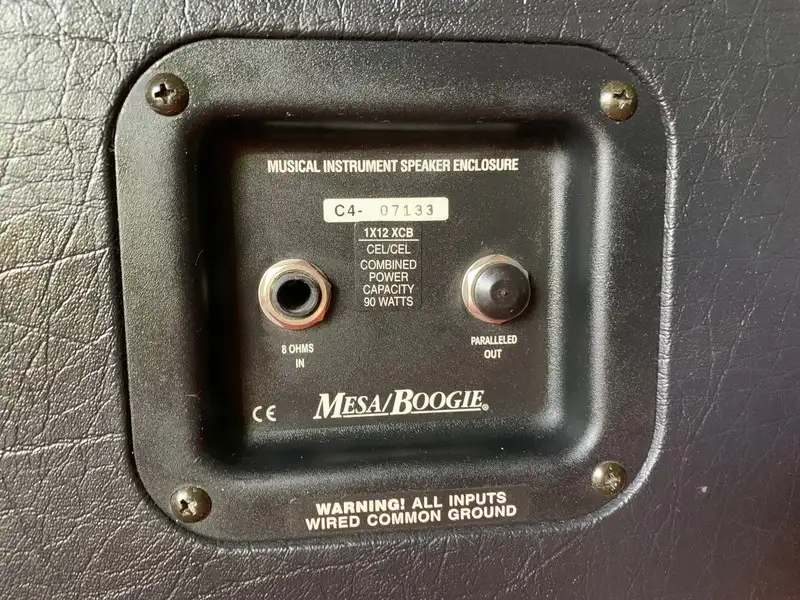 MUSICAL INSTRUMENT SPEAKER ENCLOSURE
C4- 07133
1X12 XCB
CEL/CEL
COMBINED
POWER
CAPACITY
90 WATTS
8 OHMS
IN
PARALLELED
OUT
CE
MESA/BOOGIE®
WARNING! ALL INPUTS
WIRED COMMON GROUND